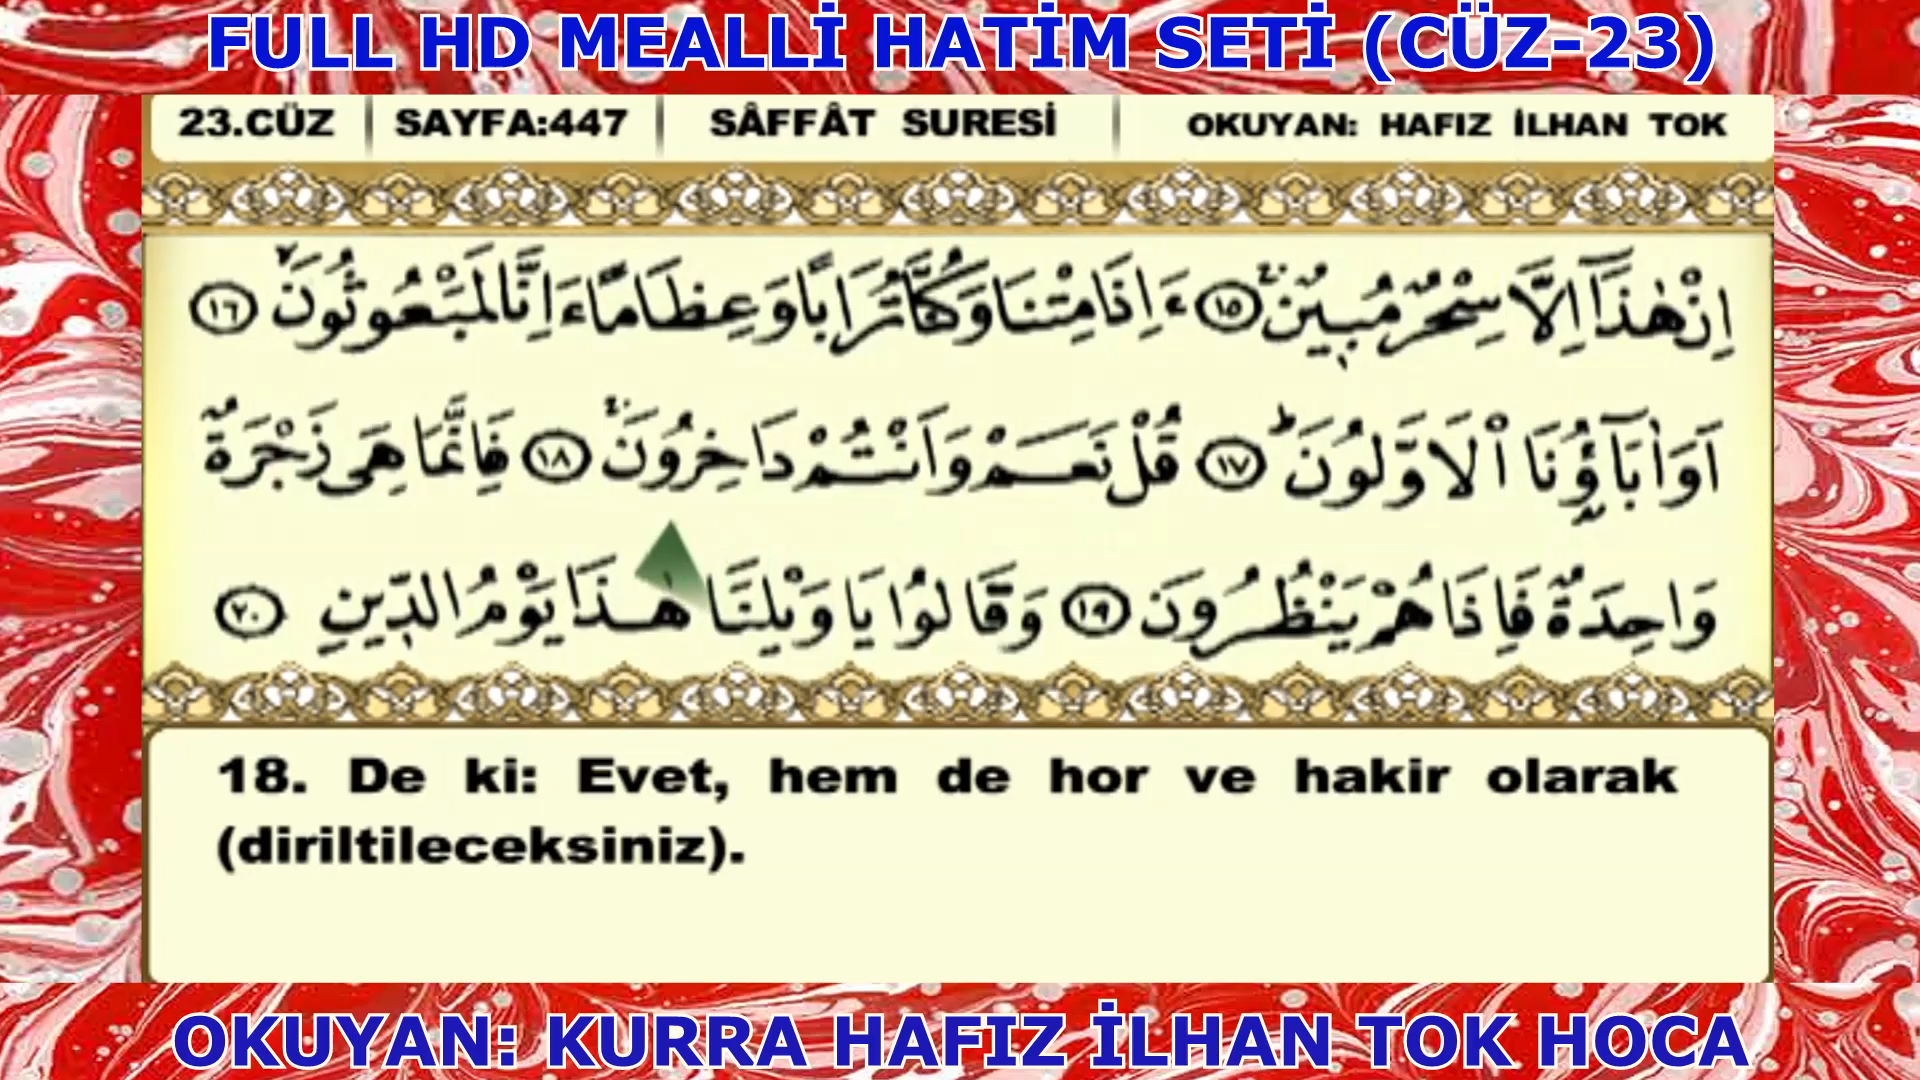 FULL HD MEALLİ HATİM SETİ (CÜZ-23)
23.CÜZ SAYFA:447 SÂFFÂT SURESİ OKUYAN: HAFIZ İLHAN TOK
اِنْ هٰذَٓا اِلَّا سِحْرٌ مُب۪ينٌۚ ﴿١٥﴾ ءَاِذَا مِتْنَا وَكُنَّا تُرَابًا وَعِظَامًا ءَاِنَّا لَمَبْعُوثُونَۙ ﴿١٦﴾
اَوَاٰبَٓاؤُ۬نَا الْاَوَّلُونَۜ ﴿١٧﴾ قُلْ نَعَمْ وَاَنْتُمْ دَاخِرُونَۚ ﴿١٨﴾ فَاِنَّمَا هِيَ زَجْرَةٌ
وَاحِدَةٌ فَاِذَا هُمْ يَنْظُرُونَ ﴿١٩﴾ وَقَالُوا يَا وَيْلَنَا هٰذَا يَوْمُ الدّ۪ينِ ﴿٢٠﴾
18. De ki: Evet, hem de hor ve hakir olarak
(diriltileceksiniz).
OKUYAN: KURRA HAFIZ İLHAN TOK HOCA